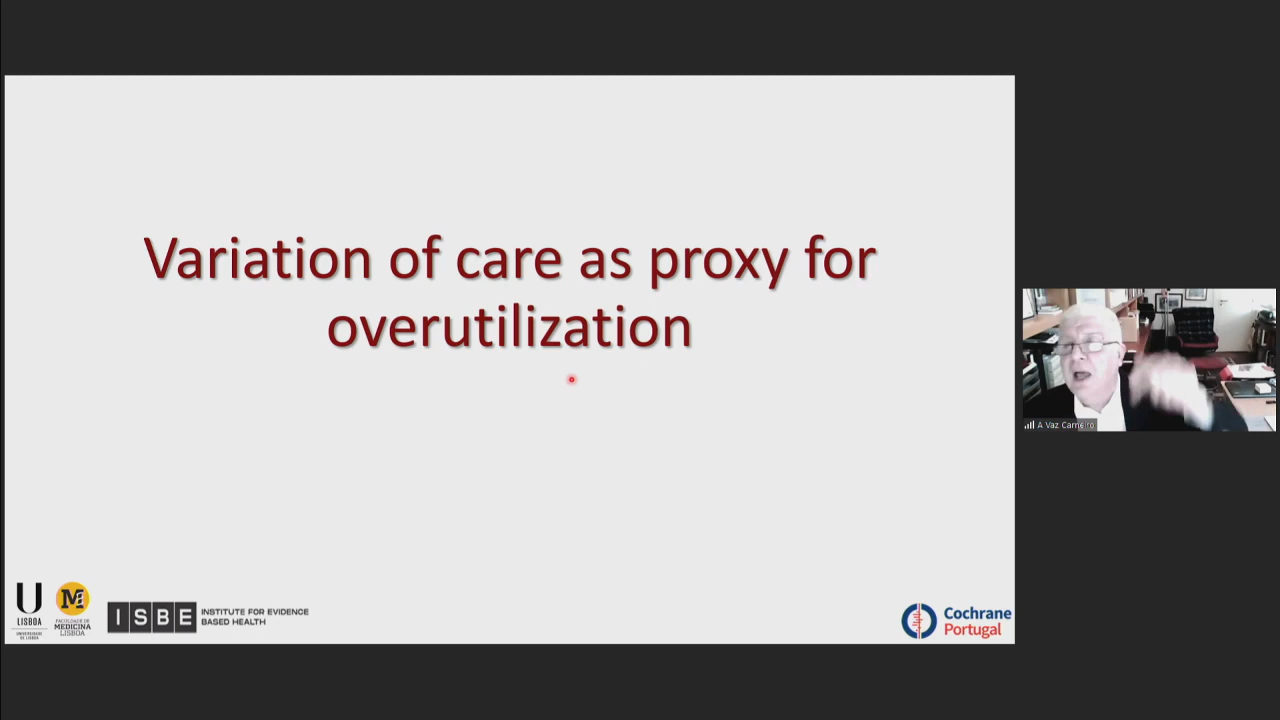 Variation of care as proxy for
overutilization
U
LISBOA
UNIVERSIDADE
DE LISBOA
M
FACULDADE DE
MEDICINA
LISBOA
ISBE
INSTITUTE FOR EVIDENCE
BASED HEALTH
Cochrane
Portugal
A Vaz Carneiro